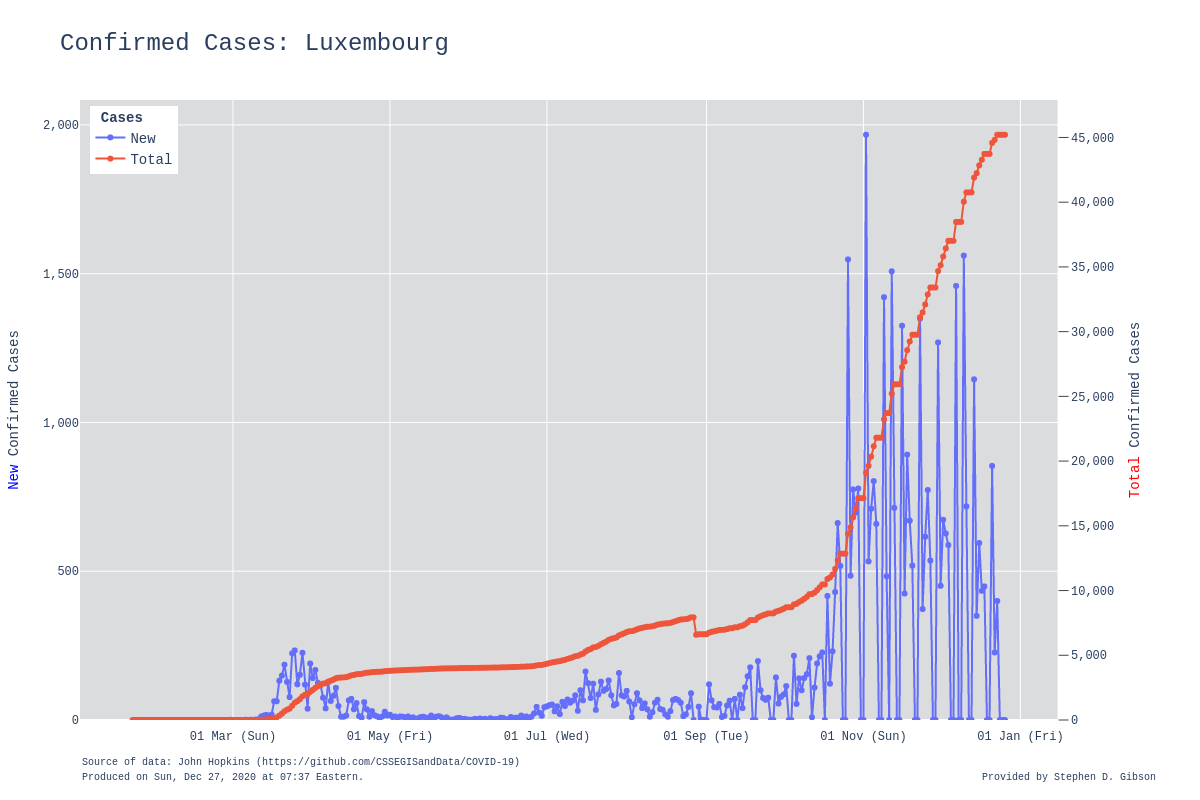 Confirmed Cases: Luxembourg
Cases
New
Total
2,000
1,500
1,000
500
0
45,000
40,000
35,000
30,000
25,000
20,000
15,000
10,000
5,000
0
New Confirmed Cases
Total Confirmed Cases
01 Mar (Sun)
01 May (Fri)
01 Jul (Wed)
01 Sep (Tue)
01 Nov (Sun)
01 Jan (Fri)
Source of data: John Hopkins (https://github.com/CSSEGISandData/COVID-19)
Produced on Sun, Dec 27, 2020 at 07:37 Eastern.
Provided by Stephen D. Gibson